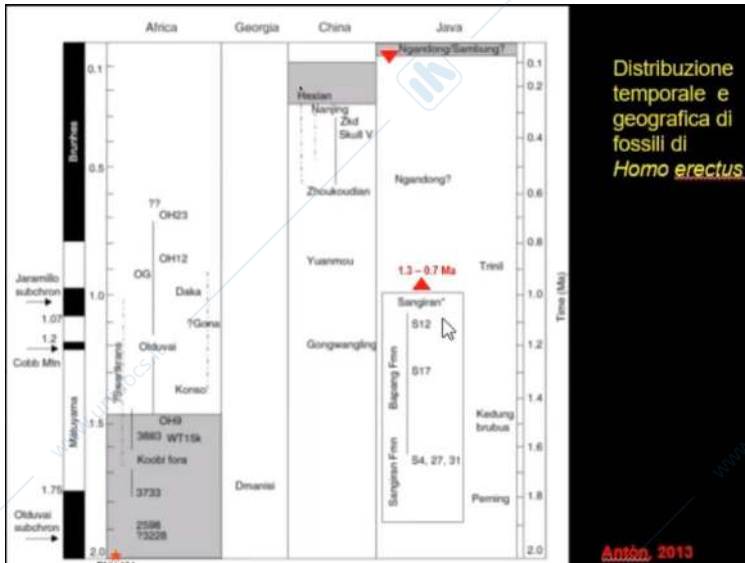 Africa
Georgia
China
Java
Distribuzione
temporale e
geografica di
fossili di
Homo erectus
Brunhes
Jaramillo
subchron
1.07
1.2
Cobb Mtn
Matuyama
1.75
Olduvai
subchron
0.1
0.5
1.0
1.5
2.0
??
OH23
OH12
OG
Daka
?Gona
Olduvai
?Swartkrans
Konso
OH9
3883 WT15k
Koobi fora
3733
2598
?3228
Dmanisi
Hexian
Nanjing
Zkd
Skull V
Zhoukoudian
Yuanmou
Gongwangling
Ngandong/Sambung?
Ngandong?
1.3 – 0.7 Ma
Trinil
Sangiran*
S12
S17
Bapang Fmn
Sangiran Fmn
S4, 27, 31
Kedung
brubus
Perning
0.1
0.2
0.4
0.6
0.8
1.0
1.2
1.4
1.6
1.8
2.0
Time (Ma)
Antòn, 2013